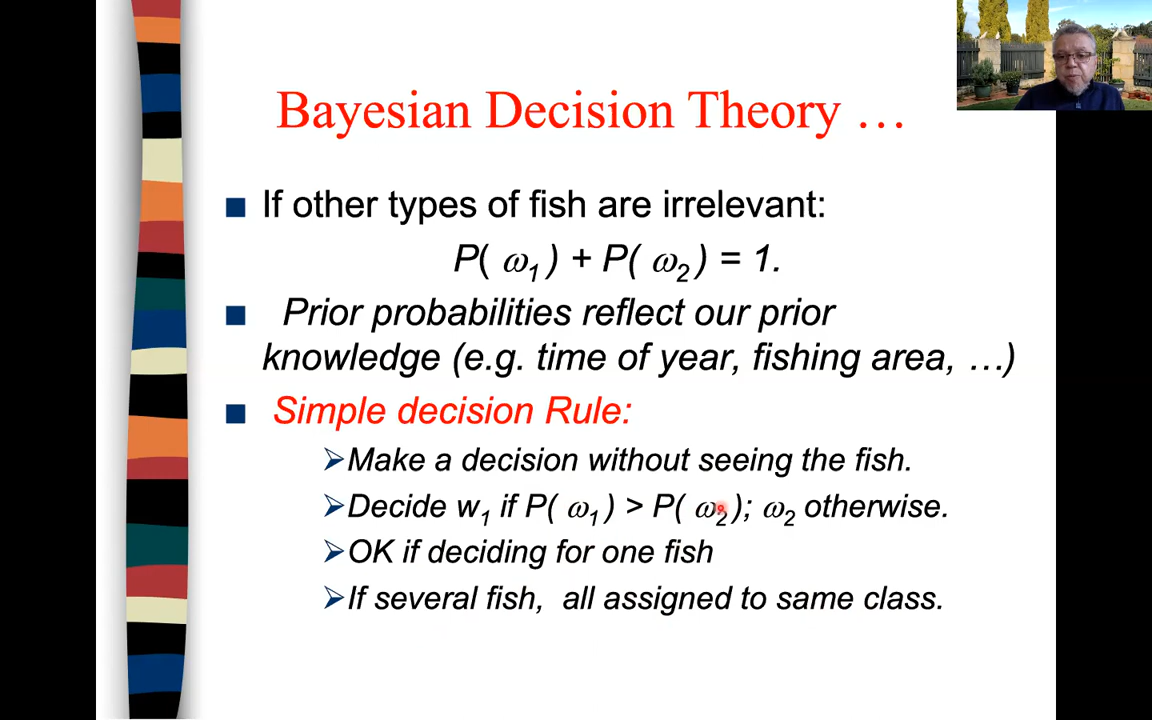 Bayesian Decision Theory …
If other types of fish are irrelevant:
P( ω1 ) + P( ω2 ) = 1.
Prior probabilities reflect our prior
knowledge (e.g. time of year, fishing area, …)
Simple decision Rule:
Make a decision without seeing the fish.
Decide w1 if P( ω1 ) > P( ω2 ); ω2 otherwise.
OK if deciding for one fish
If several fish, all assigned to same class.